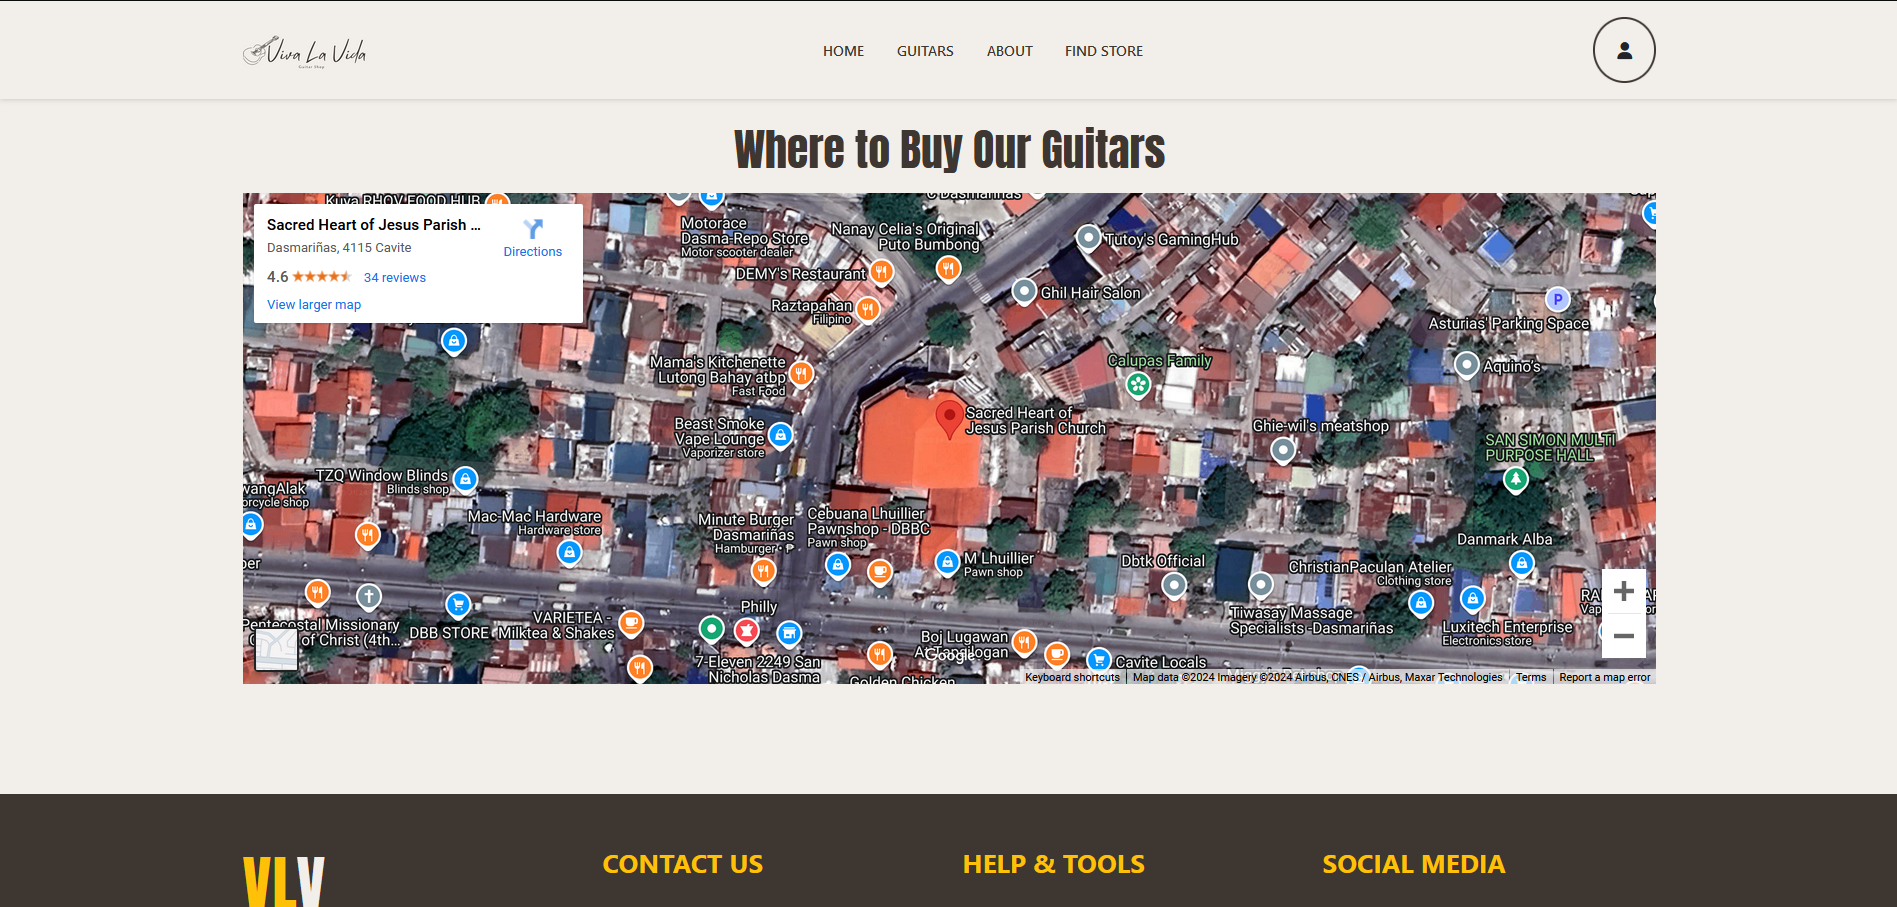 Viva La Vida
Guitar Shop
HOME
GUITARS
ABOUT
FIND STORE
Where to Buy Our Guitars
Sacred Heart of Jesus Parish ...
Dasmariñas, 4115 Cavite
4.6
34 reviews
View larger map
Directions
Kuya RHOV FOOD HUB
Dasmariñas
Motorace
Dasma-Repo Store
Motor scooter dealer
Nanay Celia's Original
Puto Bumbong
Tutoy's GamingHub
DEMY's Restaurant
Ghil Hair Salon
Raztapahan
Filipino
P
Asturias' Parking Space
Mama's Kitchenette
Lutong Bahay atbp
Fast Food
Calupas Family
Aquino's
Sacred Heart of
Jesus Parish Church
Beast Smoke
Vape Lounge
Vaporizer store
Ghie-wil's meatshop
SAN SIMON MULTI
PURPOSE HALL
TZQ Window Blinds
Blinds shop
wangAlak
orcycle shop
Mac-Mac Hardware
Hardware store
Minute Burger
Dasmariñas
Hamburger • ₱
Cebuana Lhuillier
Pawnshop - DBBC
Pawn shop
M Lhuillier
Pawn shop
Dbtk Official
ChristianPaculan Atelier
Clothing store
Danmark Alba
per
Pentecostal Missionary
of Christ (4th...
DBB STORE
VARIETEA -
Milktea & Shakes
Philly
7-Eleven 2249 San
Nicholas Dasma
Boj Lugawan
At Tapsilogan
Google
Golden Chicken
Cavite Locals
Tiwasay Massage
Specialists -Dasmariñas
Luxitech Enterprise
Electronics store
Keyboard shortcuts
Map data ©2024 Imagery ©2024 Airbus, CNES / Airbus, Maxar Technologies
Terms
Report a map error
VLV
CONTACT US
HELP & TOOLS
SOCIAL MEDIA